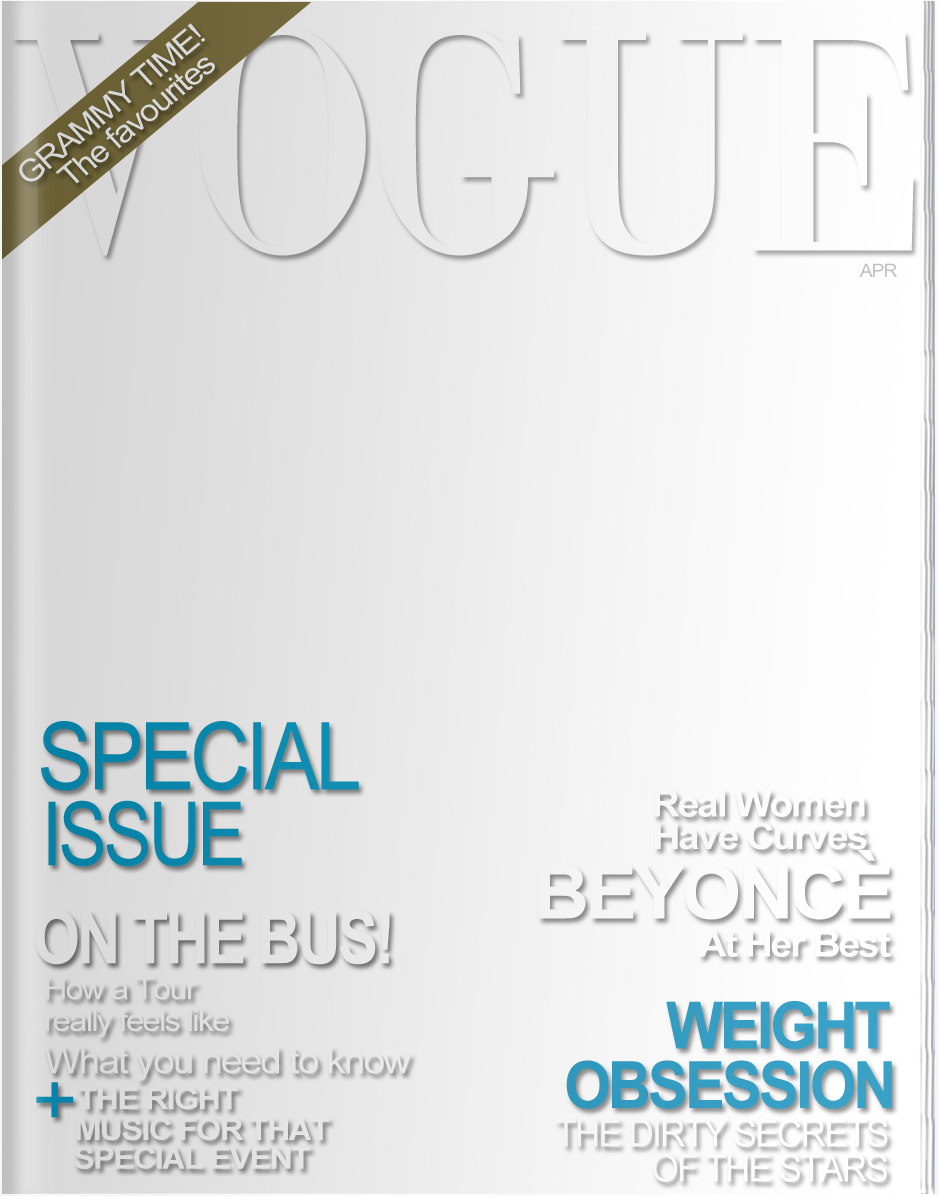 GRAMMY TIME!
The favourites
VOGUE
APR
SPECIAL
ISSUE
ON THE BUS!
How a Tour
really feels like
What you need to know
+ THE RIGHT
MUSIC FOR THAT
SPECIAL EVENT
Real Women
Have Curves
BEYONCÈ
At Her Best
WEIGHT
OBSESSION
THE DIRTY SECRETS
OF THE STARS